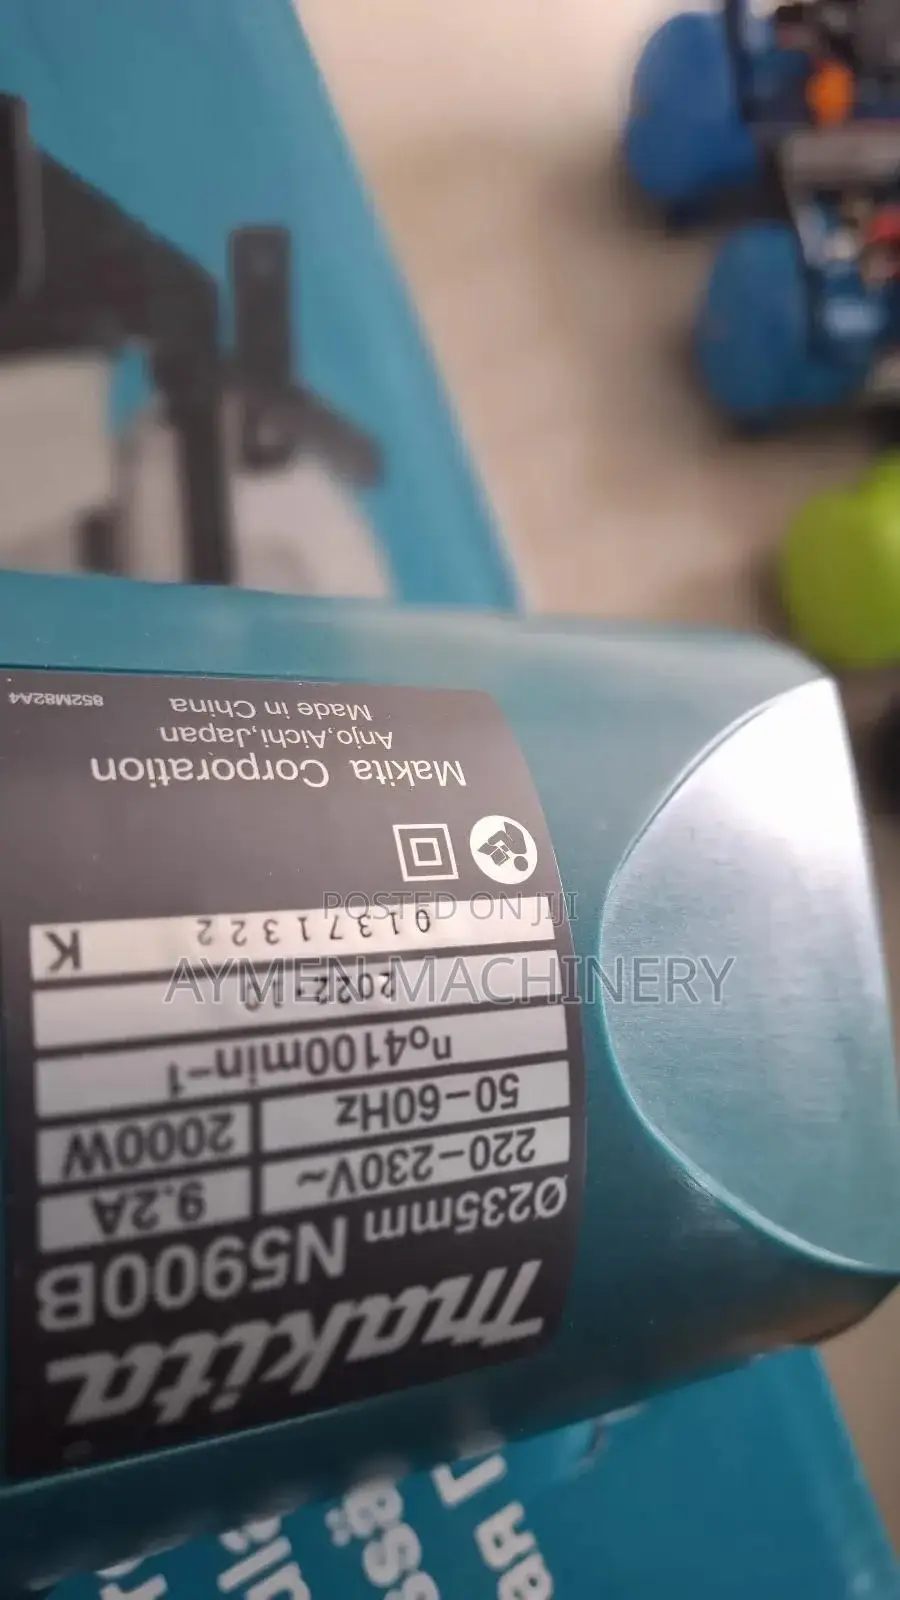 Makita
Ø235mm N5900B
220-230V~ 9.2A
50-60Hz 2000W
n₀4100min-1
2022·10
01371322 K
Makita Corporation
Anjo,Aichi,Japan
Made in China
852M82A4
POSTED ON JIJI
AYMEN MACHINERY